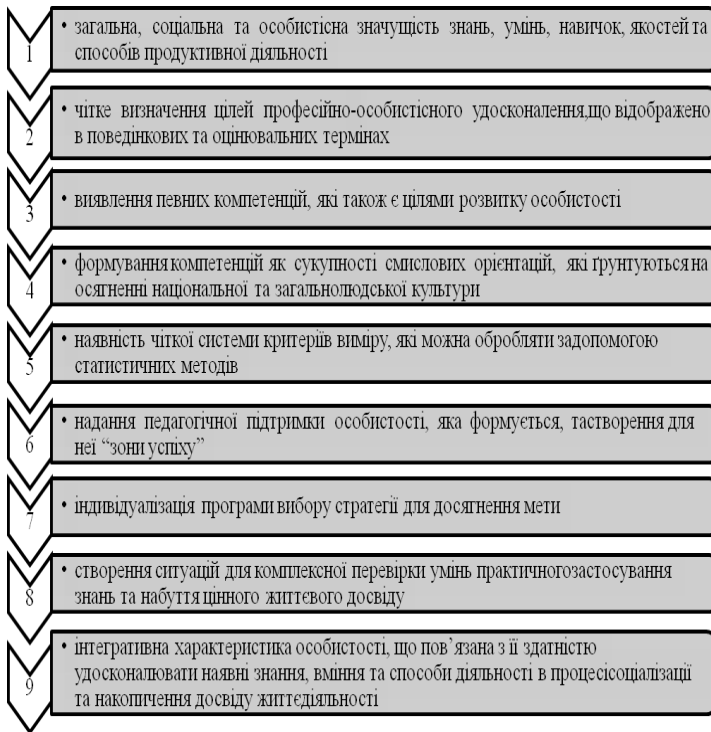 1
• загальна, соціальна та особистісна значущість знань, умінь, навичок, якостей та
способів продуктивної діяльності
2
• чітке визначення цілей професійно-особистісного удосконалення,що відображено
в поведінкових та оцінювальних термінах
3
• виявлення певних компетенцій, які також є цілями розвитку особистості
4
• формування компетенцій як сукупності смислових орієнтацій, які ґрунтуються на
осягненні національної та загальнолюдської культури
5
• наявність чіткої системи критеріїв виміру, які можна обробляти задопомогою
статистичних методів
6
• надання педагогічної підтримки особистості, яка формується, тастворення для
неї “зони успіху”
7
• індивідуалізація програми вибору стратегії для досягнення мети
8
• створення ситуацій для комплексної перевірки умінь практичногозастосування
знань та набуття цінного життєвого досвіду
9
• інтегративна характеристика особистості, що пов’язана з її здатністю
удосконалювати наявні знання, вміння та способи діяльності в процесісоціалізації
та накопичення досвіду життєдіяльності